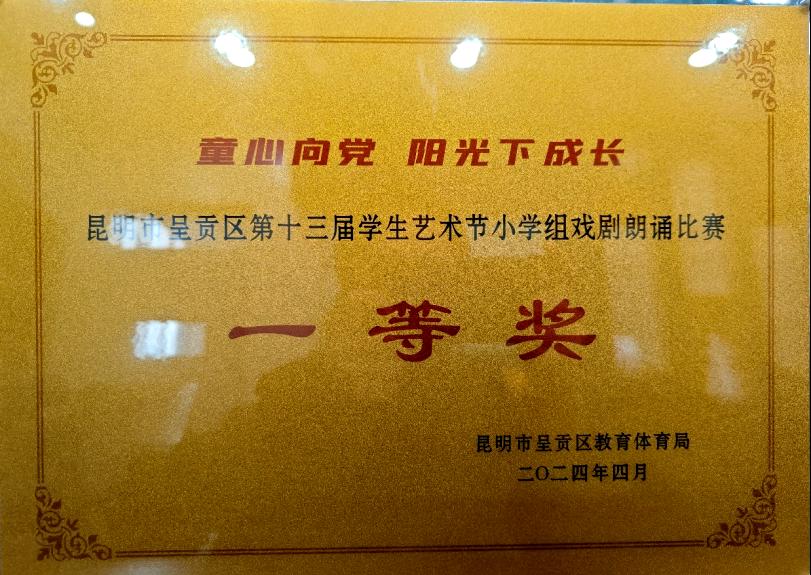 童心向党 阳光下成长
昆明市呈贡区第十三届学生艺术节小学组戏剧朗诵比赛
一等奖
昆明市呈贡区教育体育局
二〇二四年四月